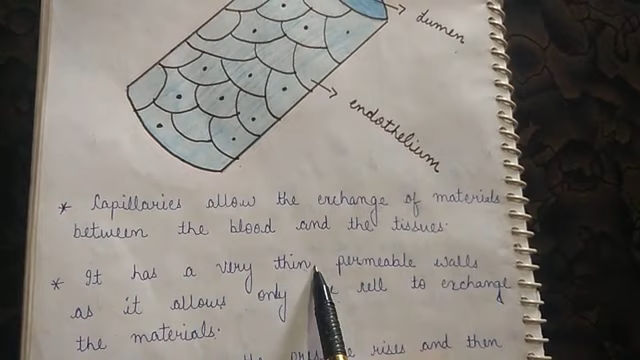 Lumen
endothelium
* Capillaries allow the exchange of materials
between the blood and the tissues.
* It has a very thin permeable walls
as it allows only cell to exchange
the materials.
rises and then